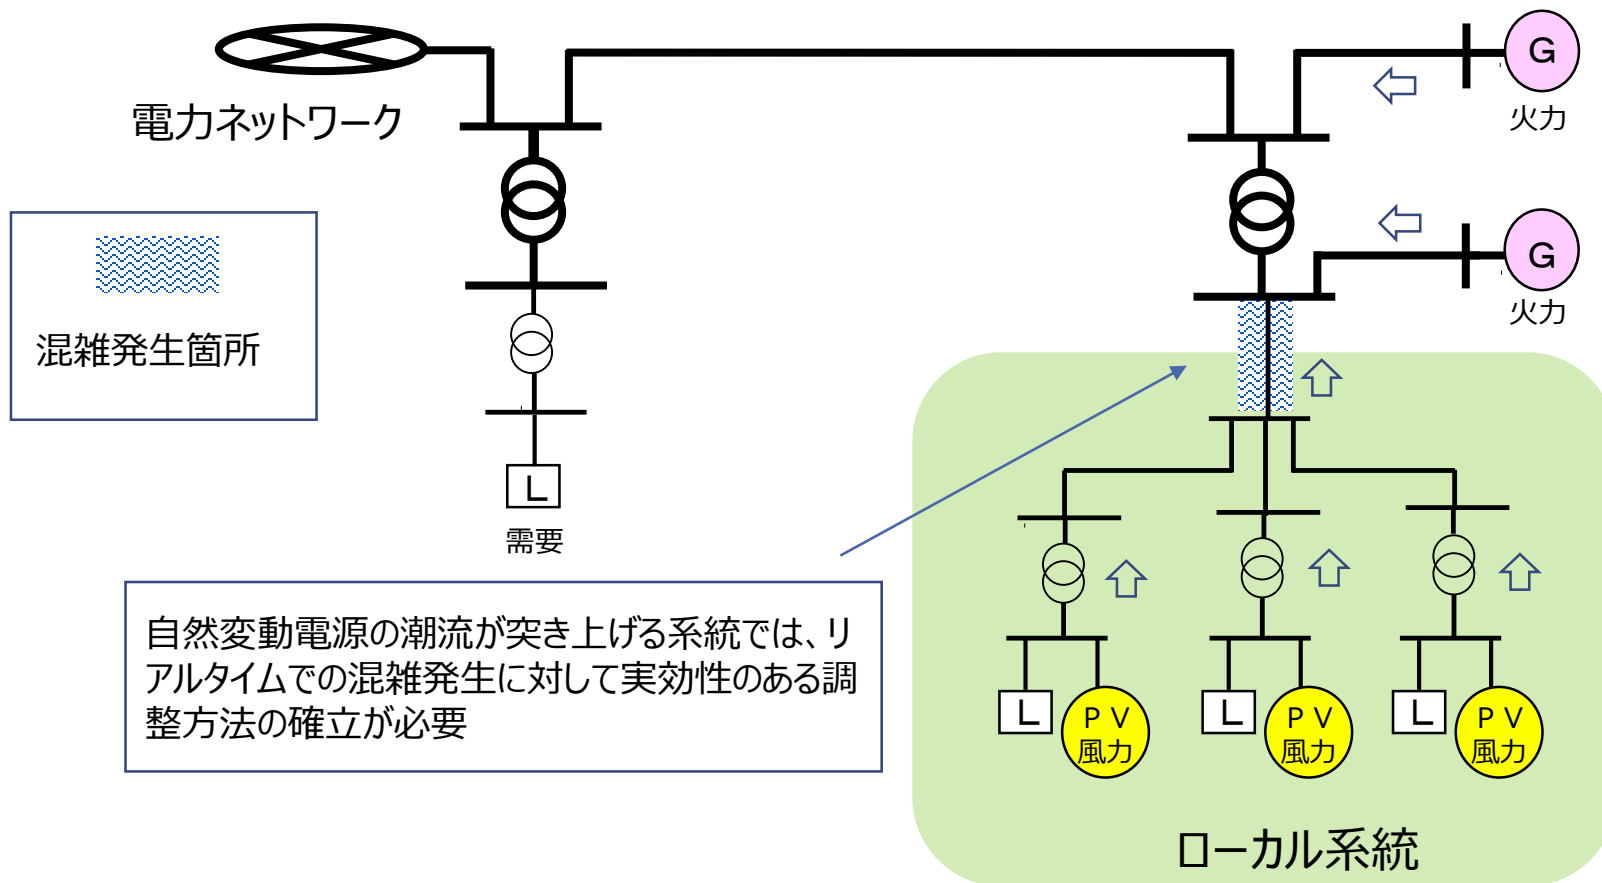 電力ネットワーク
G
火力
G
火力
混雑発生箇所
L
需要
自然変動電源の潮流が突き上げる系統では、リ
アルタイムでの混雑発生に対して実効性のある調
整方法の確立が必要
L
PV
風力
L
PV
風力
L
PV
風力
ローカル系統